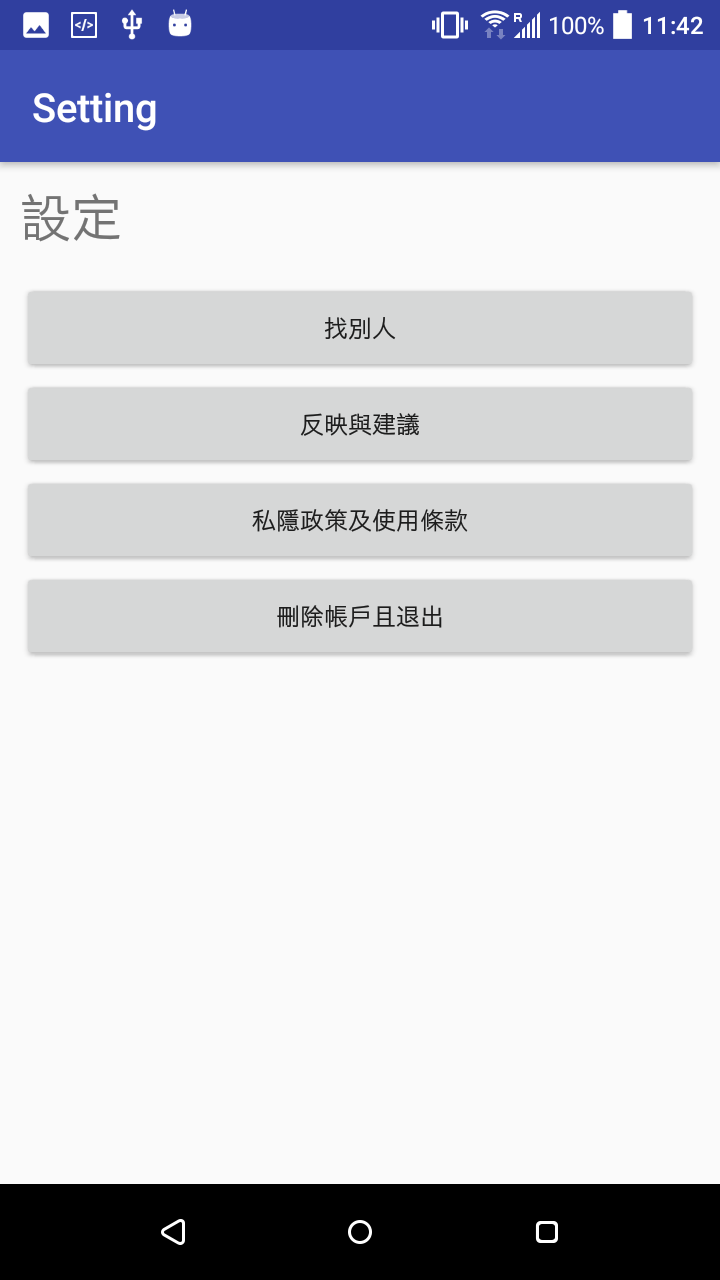 100% 11:42
Setting
設定
找別人
反映與建議
私隱政策及使用條款
刪除帳戶且退出